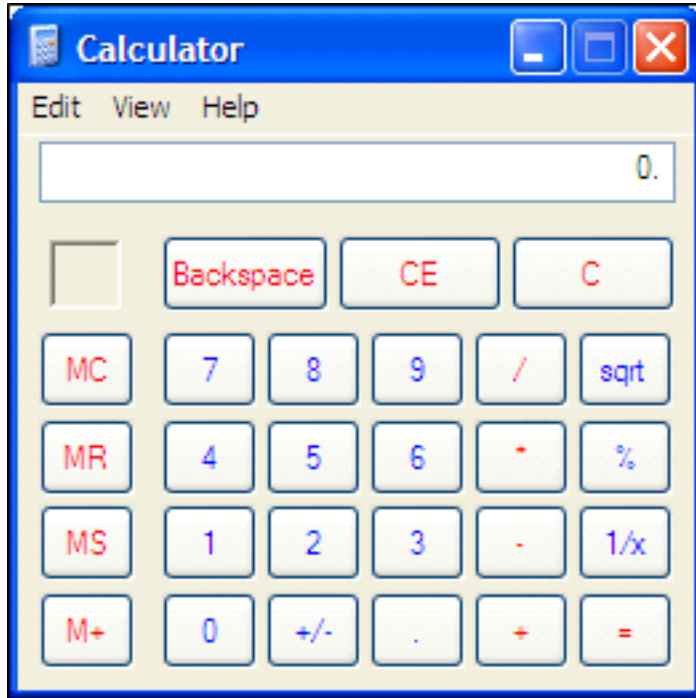 Calculator
Edit View Help
0.
Backspace CE C
MC 7 8 9 / sqrt
MR 4 5 6 * %
MS 1 2 3 - 1/x
M+ 0 +/- . + =